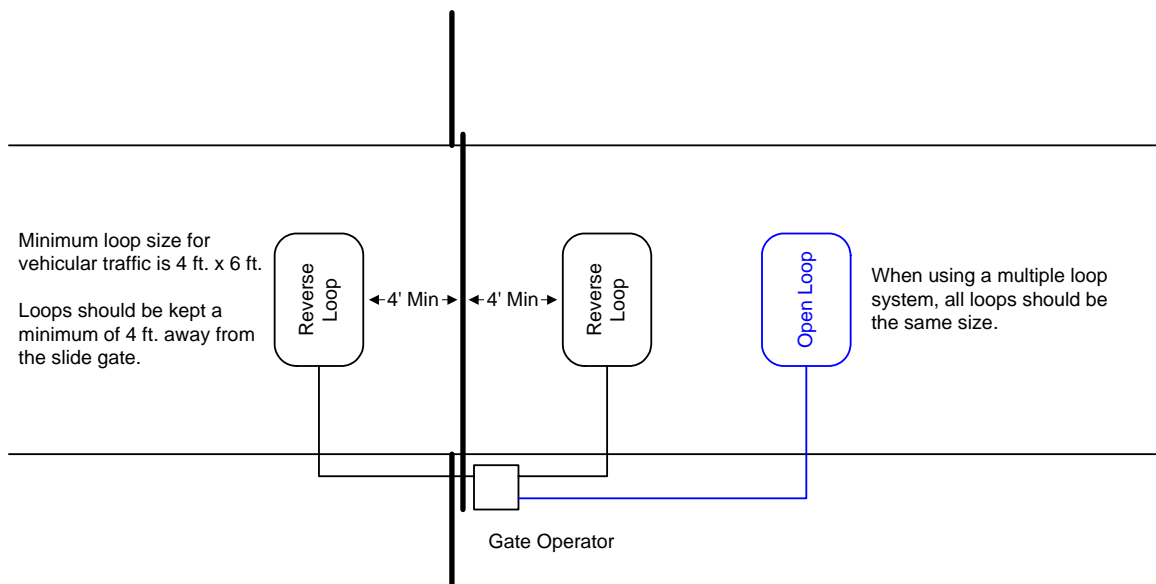 Minimum loop size for
vehicular traffic is 4 ft. x 6 ft.
Loops should be kept a
minimum of 4 ft. away from
the slide gate.
Reverse
Loop
4' Min
4' Min
Reverse
Loop
Open Loop
When using a multiple loop
system, all loops should be
the same size.
Gate Operator